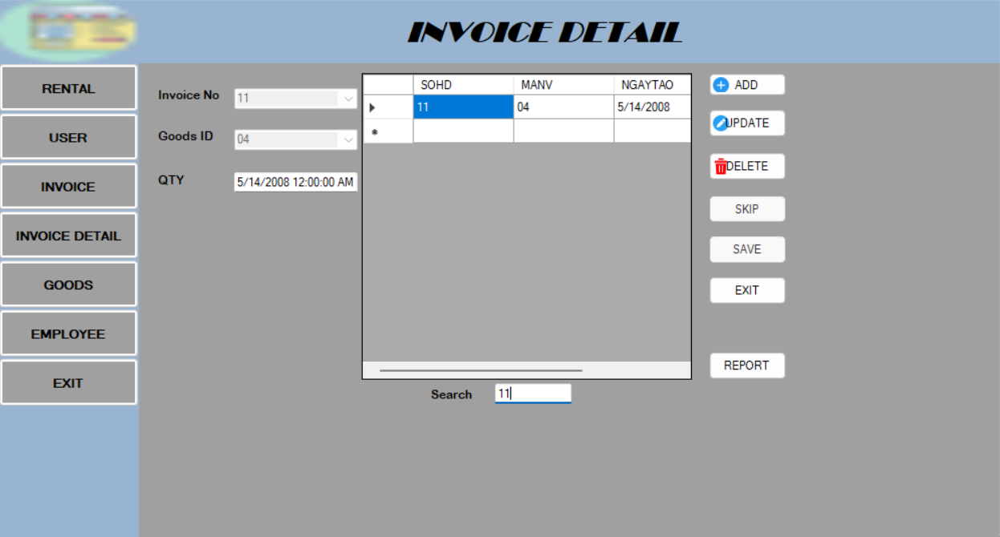 INVOICE DETAIL
RENTAL
USER
INVOICE
INVOICE DETAIL
GOODS
EMPLOYEE
EXIT
Invoice No 11
Goods ID 04
QTY 5/14/2008 12:00:00 AM
SOHD MANV NGAYTAO
11 04 5/14/2008
Search 11
ADD
UPDATE
DELETE
SKIP
SAVE
EXIT
REPORT